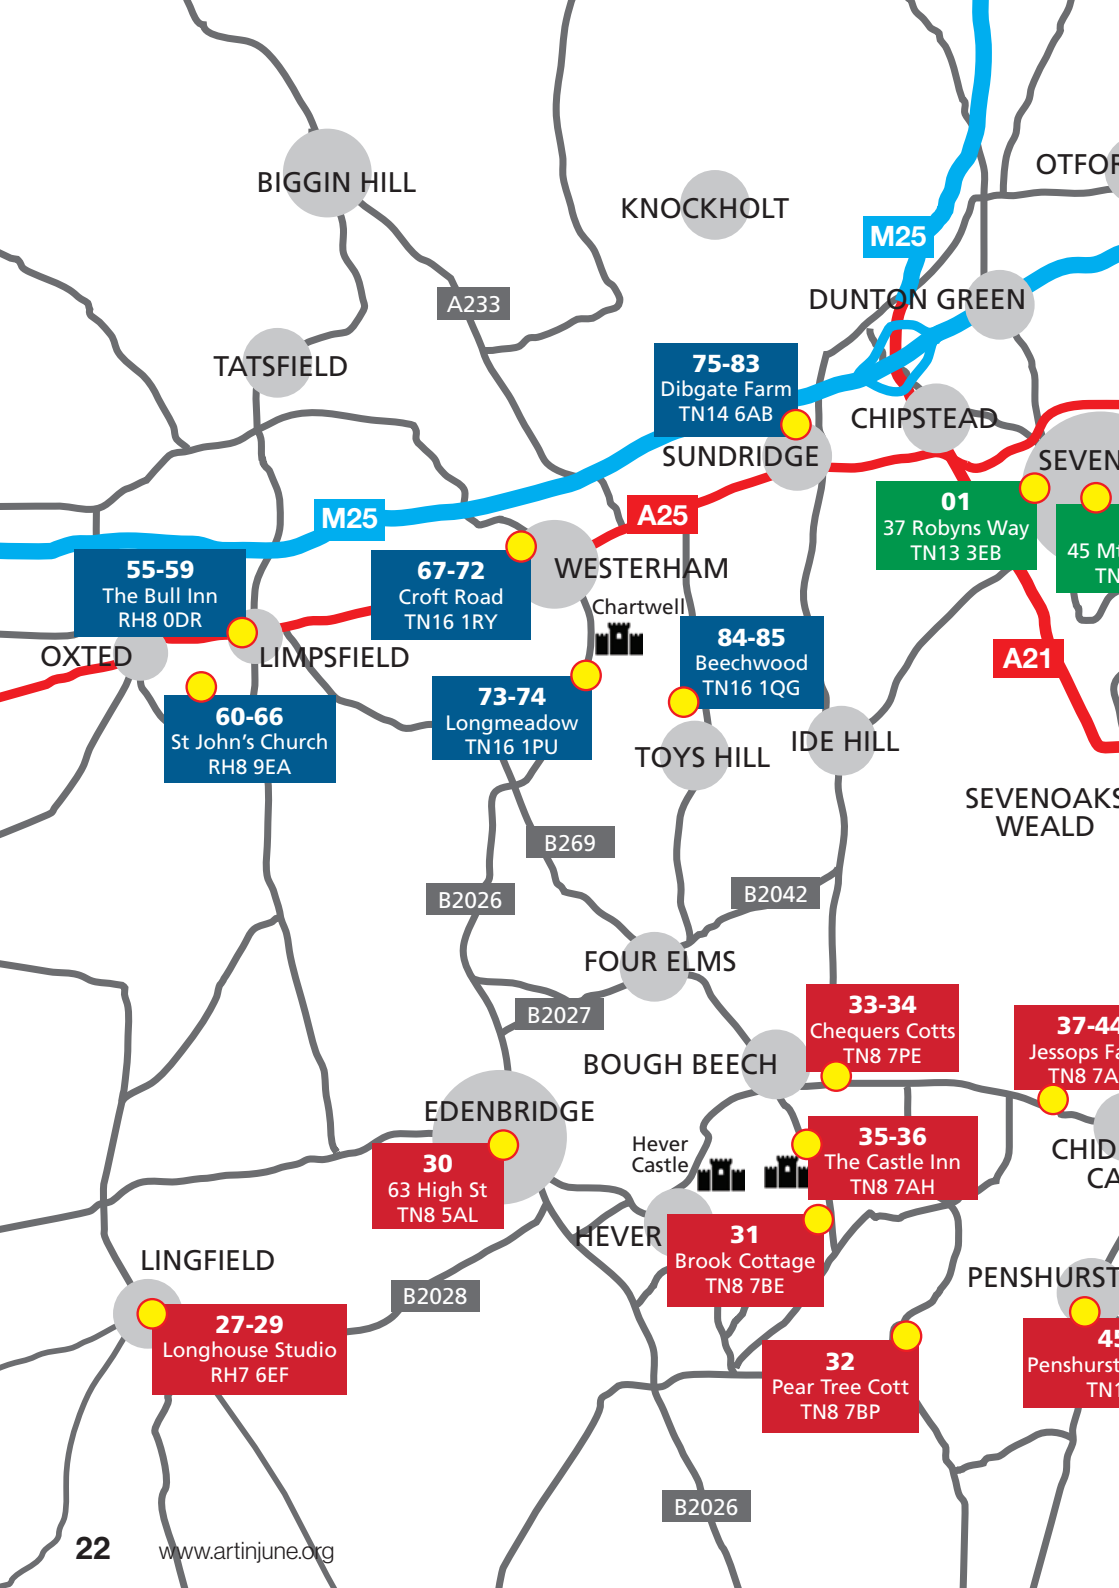 BIGGIN HILL
KNOCKHOLT
OTFOR
M25
A233
DUNTON GREEN
TATSFIELD
75-83
Dibgate Farm
TN14 6AB
CHIPSTEAD
SUNDRIDGE
SEVEN
M25
A25
01
37 Robyns Way
TN13 3EB
45 Mt
TN
55-59
The Bull Inn
RH8 0DR
67-72
Croft Road
TN16 1RY
WESTERHAM
Chartwell
OXTED
LIMPSFIELD
84-85
Beechwood
TN16 1QG
A21
60-66
St John's Church
RH8 9EA
73-74
Longmeadow
TN16 1PU
TOYS HILL
IDE HILL
SEVENOAKS
WEALD
B269
B2026
B2042
FOUR ELMS
B2027
33-34
Chequers Cotts
TN8 7PE
37-44
Jessops Fa
TN8 7A
BOUGH BEECH
EDENBRIDGE
30
63 High St
TN8 5AL
Hever
Castle
35-36
The Castle Inn
TN8 7AH
CHID
CA
HEVER
31
Brook Cottage
TN8 7BE
LINGFIELD
B2028
PENSHURST
27-29
Longhouse Studio
RH7 6EF
32
Pear Tree Cott
TN8 7BP
45
Penshurst
TN1
B2026
22
www.artinjune.org